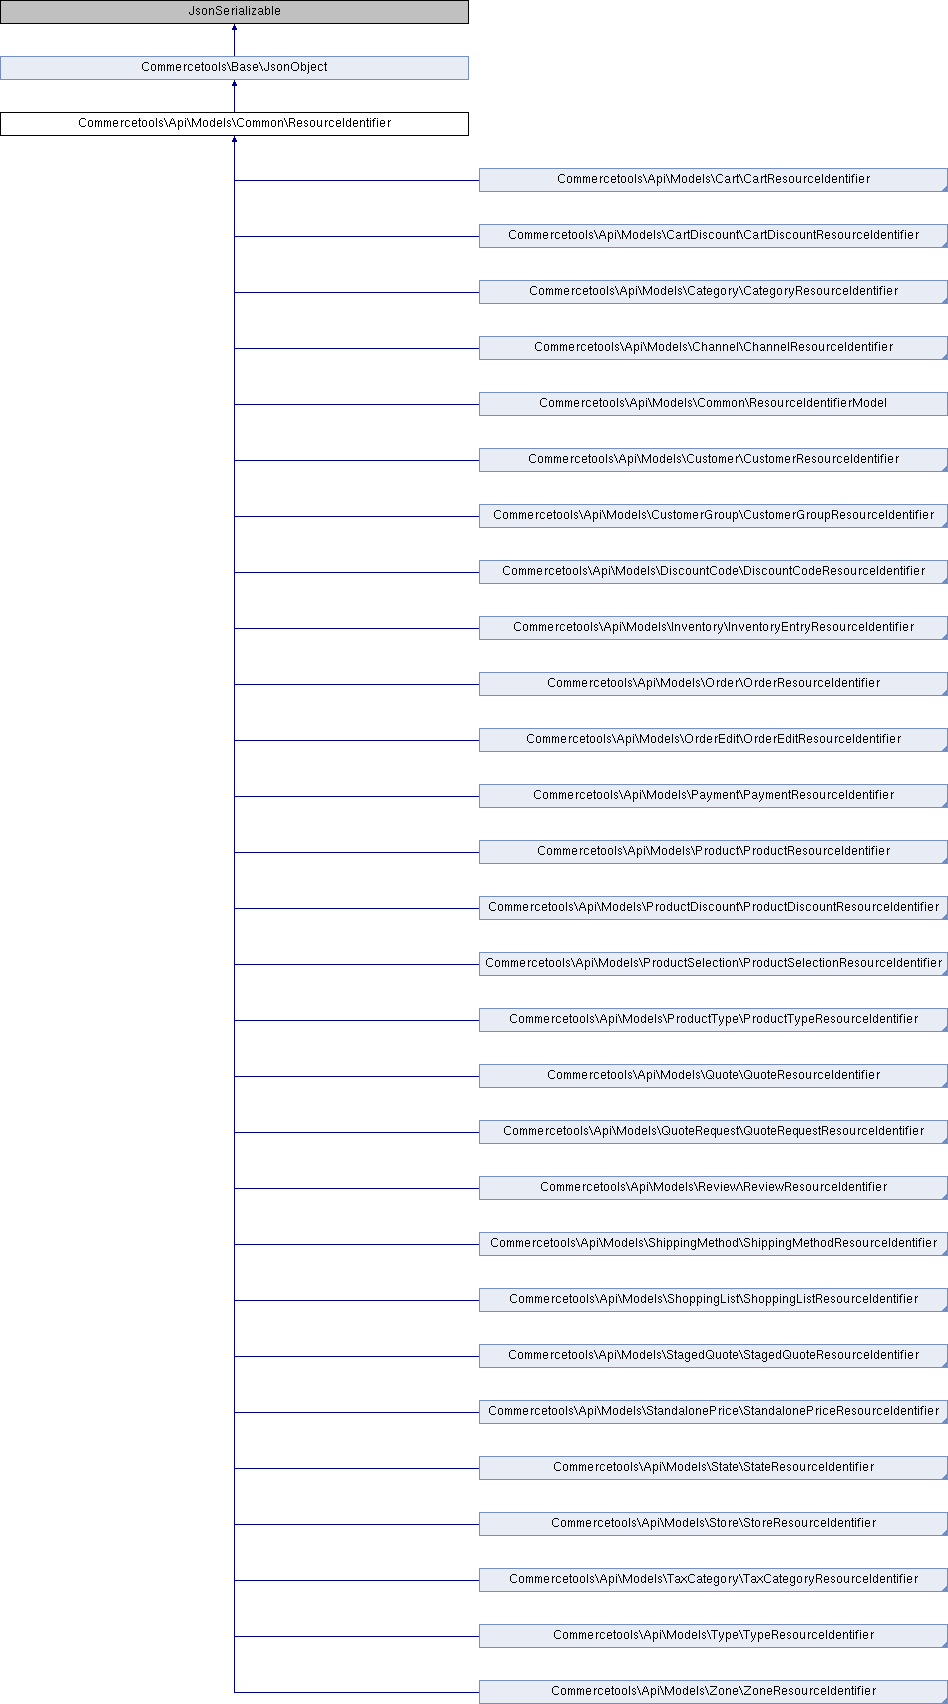 JsonSerializable
Commercetools\Base\JsonObject
Commercetools\Api\Models\Common\ResourceIdentifier
Commercetools\Api\Models\Cart\CartResourceIdentifier
Commercetools\Api\Models\CartDiscount\CartDiscountResourceIdentifier
Commercetools\Api\Models\Category\CategoryResourceIdentifier
Commercetools\Api\Models\Channel\ChannelResourceIdentifier
Commercetools\Api\Models\Common\ResourceIdentifierModel
Commercetools\Api\Models\Customer\CustomerResourceIdentifier
Commercetools\Api\Models\CustomerGroup\CustomerGroupResourceIdentifier
Commercetools\Api\Models\DiscountCode\DiscountCodeResourceIdentifier
Commercetools\Api\Models\Inventory\InventoryEntryResourceIdentifier
Commercetools\Api\Models\Order\OrderResourceIdentifier
Commercetools\Api\Models\OrderEdit\OrderEditResourceIdentifier
Commercetools\Api\Models\Payment\PaymentResourceIdentifier
Commercetools\Api\Models\Product\ProductResourceIdentifier
Commercetools\Api\Models\ProductDiscount\ProductDiscountResourceIdentifier
Commercetools\Api\Models\ProductSelection\ProductSelectionResourceIdentifier
Commercetools\Api\Models\ProductType\ProductTypeResourceIdentifier
Commercetools\Api\Models\Quote\QuoteResourceIdentifier
Commercetools\Api\Models\QuoteRequest\QuoteRequestResourceIdentifier
Commercetools\Api\Models\Review\ReviewResourceIdentifier
Commercetools\Api\Models\ShippingMethod\ShippingMethodResourceIdentifier
Commercetools\Api\Models\ShoppingList\ShoppingListResourceIdentifier
Commercetools\Api\Models\StagedQuote\StagedQuoteResourceIdentifier
Commercetools\Api\Models\StandalonePrice\StandalonePriceResourceIdentifier
Commercetools\Api\Models\State\StateResourceIdentifier
Commercetools\Api\Models\Store\StoreResourceIdentifier
Commercetools\Api\Models\TaxCategory\TaxCategoryResourceIdentifier
Commercetools\Api\Models\Type\TypeResourceIdentifier
Commercetools\Api\Models\Zone\ZoneResourceIdentifier